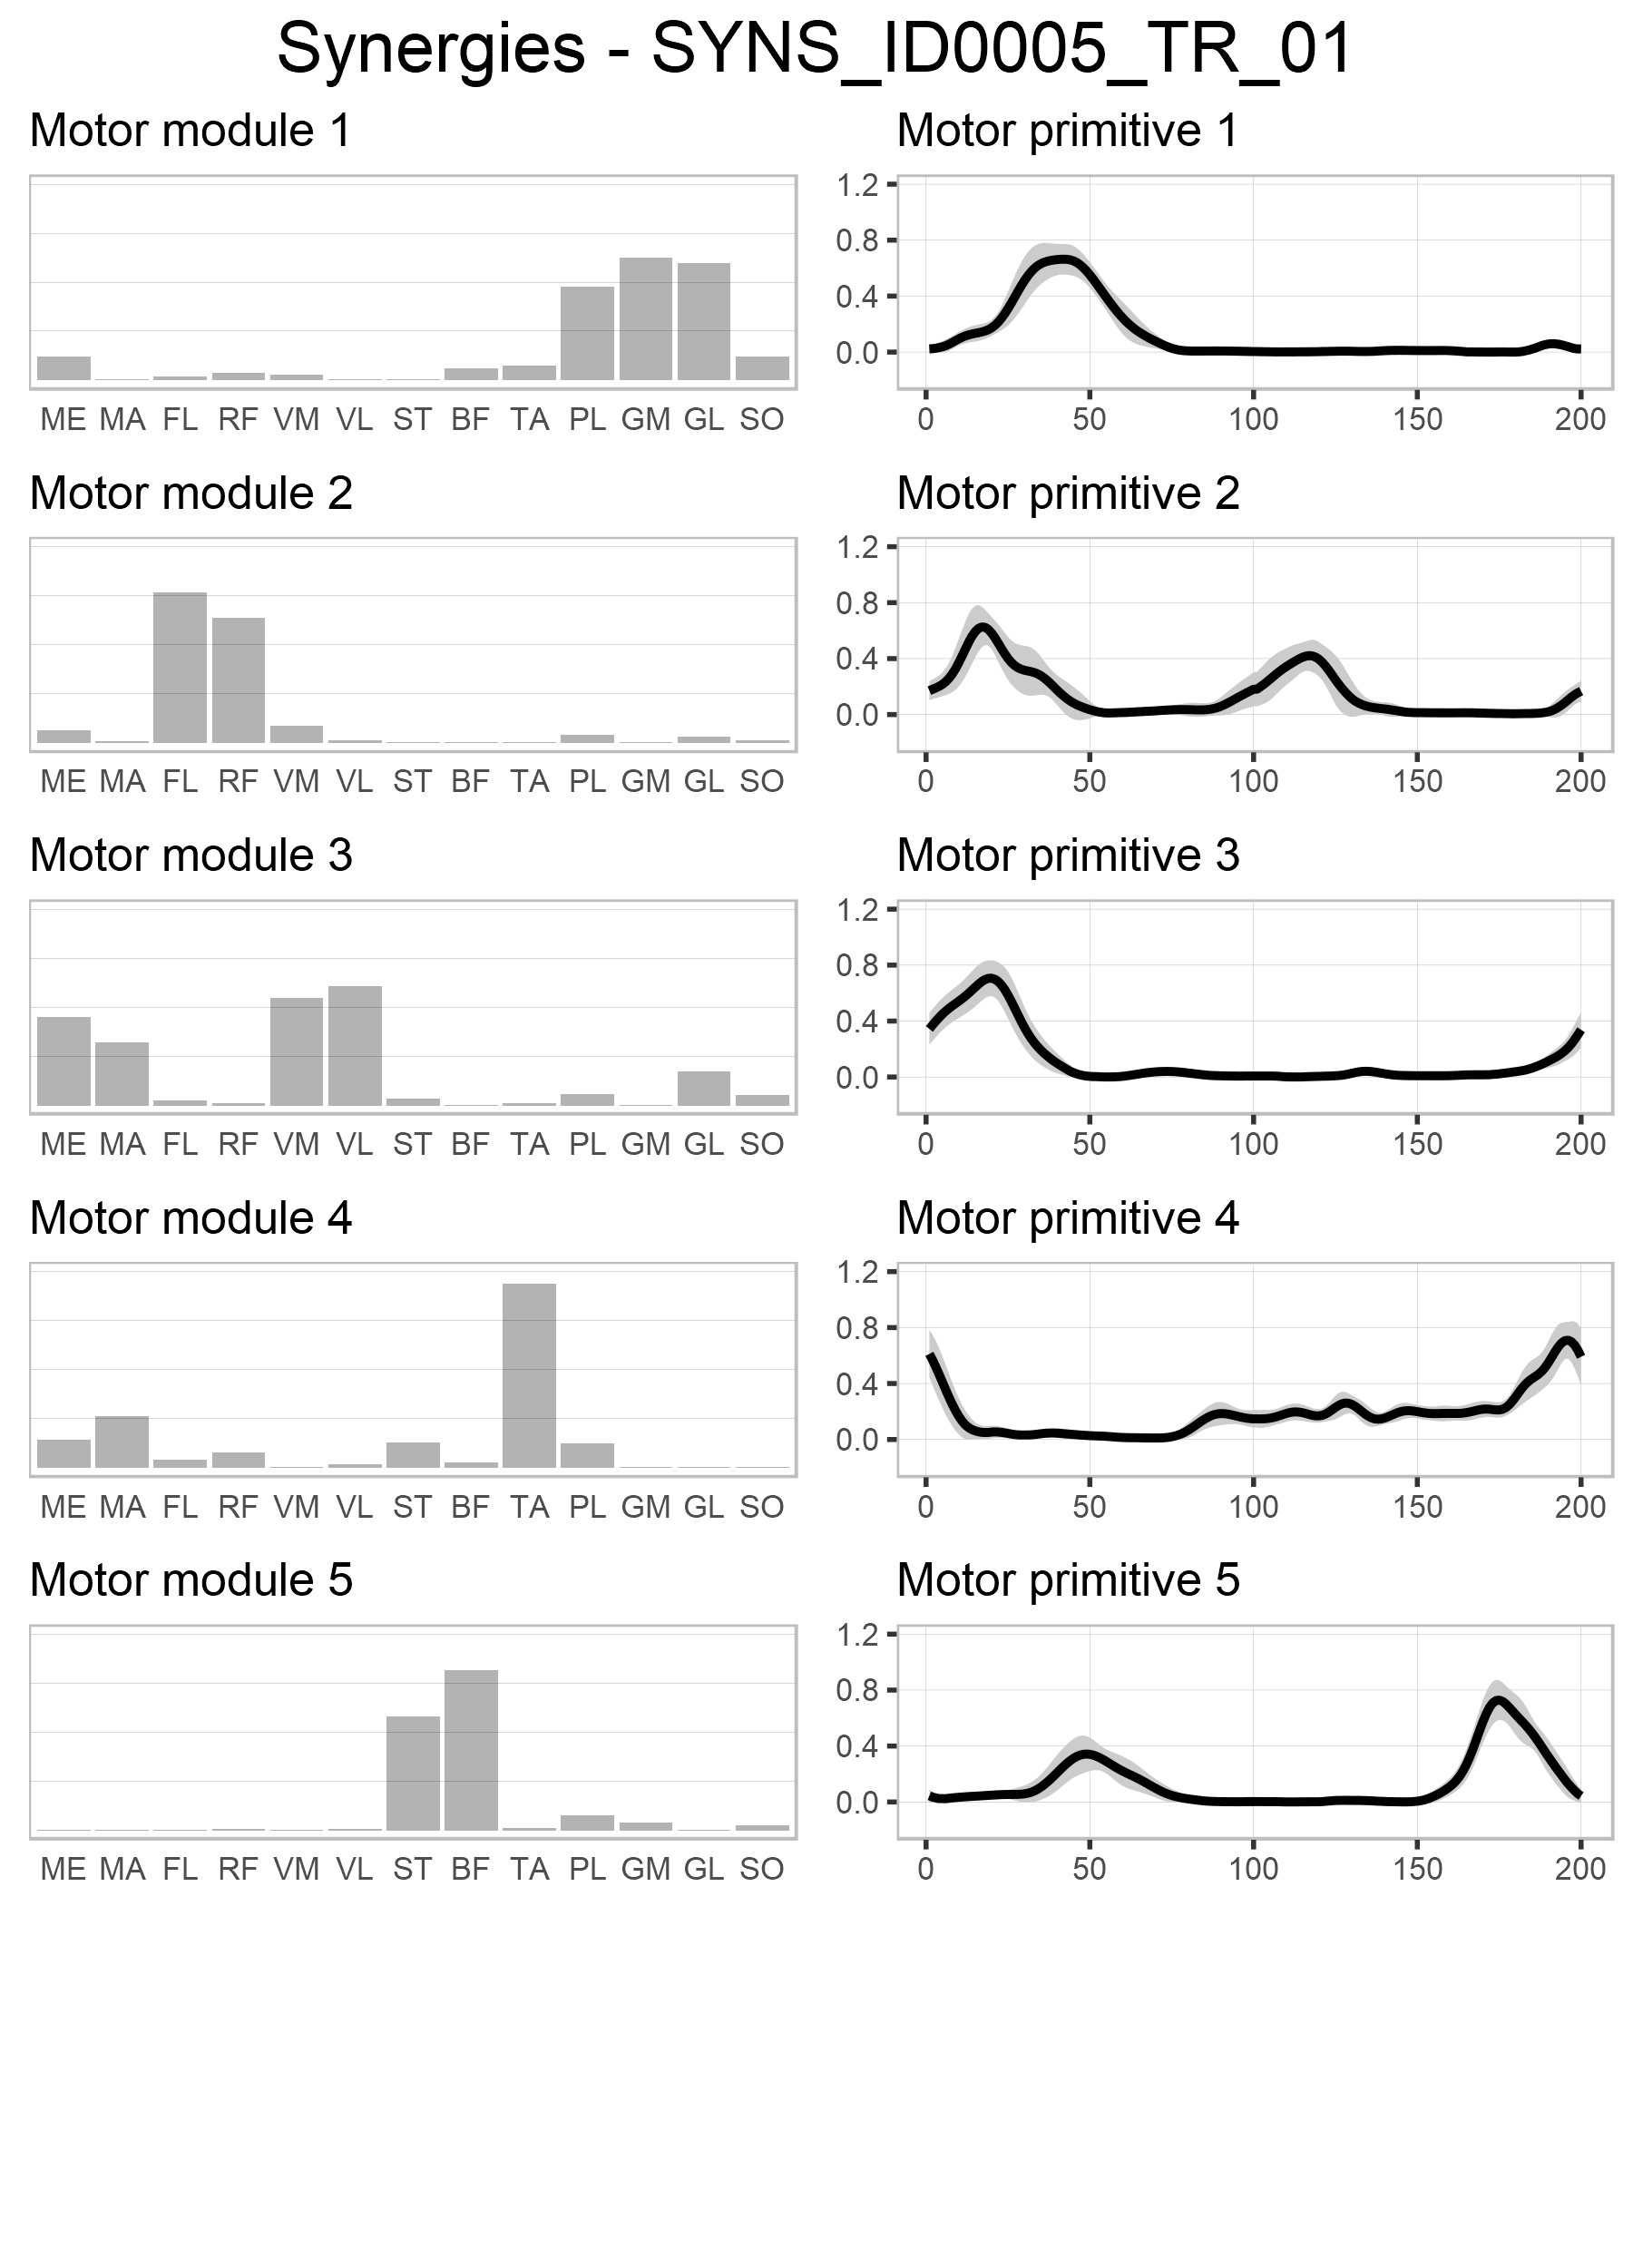 Synergies - SYNS_ID0005_TR_01
Motor module 1
Motor primitive 1
1.2
0.8
0.4
0.0
ME MA FL RF VM VL ST BF TA PL GM GL SO
0 50 100 150 200
Motor module 2
Motor primitive 2
1.2
0.8
0.4
0.0
ME MA FL RF VM VL ST BF TA PL GM GL SO
0 50 100 150 200
Motor module 3
Motor primitive 3
1.2
0.8
0.4
0.0
ME MA FL RF VM VL ST BF TA PL GM GL SO
0 50 100 150 200
Motor module 4
Motor primitive 4
1.2
0.8
0.4
0.0
ME MA FL RF VM VL ST BF TA PL GM GL SO
0 50 100 150 200
Motor module 5
Motor primitive 5
1.2
0.8
0.4
0.0
ME MA FL RF VM VL ST BF TA PL GM GL SO
0 50 100 150 200